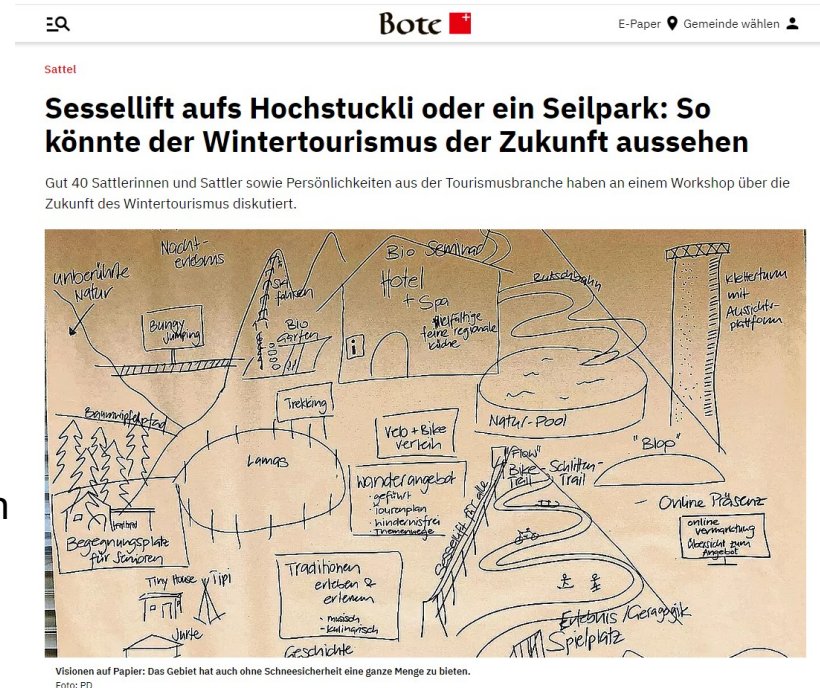 Bote +
E-Paper Gemeinde wählen
Sattel
Sessellift aufs Hochstuckli oder ein Seilpark: So
könnte der Wintertourismus der Zukunft aussehen
Gut 40 Sattlerinnen und Sattler sowie Persönlichkeiten aus der Tourismusbranche haben an einem Workshop über die
Zukunft des Wintertourismus diskutiert.
Nacht-
erlebnis
unberührte
Natur
Bungy
Jumping
Ski
fahren
Bio
Garten
Bio Seminar
Hotel
+ Spa
Vielfältige
feine regionale
Küche
i
Rutschbahn
Kletterturm
mit
Aussichts-
plattform
Natur-Pool
Trekking
Baumwipfelpfad
Lamas
Velo + Bike
verleih
Wanderangebot
- geführt
- Tourenplan
- hindernisfrei
- Themenwege
Sessellift für alle
"Flow"
Bike-
Trail
Schlitten-
Trail
"Blop"
- Online Präsenz
online
vermarktung
Übersicht zum
Angebot
Begegnungsplatz
für Senioren
Tiny House
Tipi
Jurte
Traditionen
erleben &
erlernen
- musisch
- kulinarisch
Geschichte
Erlebnis / Geragogik
Spielplatz
n
Visionen auf Papier: Das Gebiet hat auch ohne Schneesicherheit eine ganze Menge zu bieten.
Foto: PD